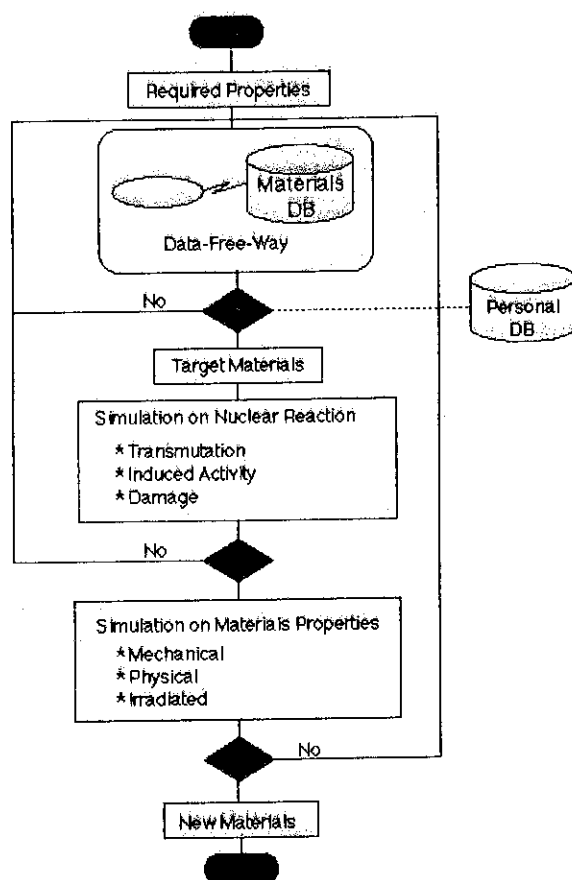 Required Properties
Materials
DB
Data-Free-Way
No
Personal
DB
Target Materials
Simulation on Nuclear Reaction
* Transmutation
* Induced Activity
* Damage
No
Simulation on Materials Properties
* Mechanical
* Physical
* Irradiated
No
New Materials